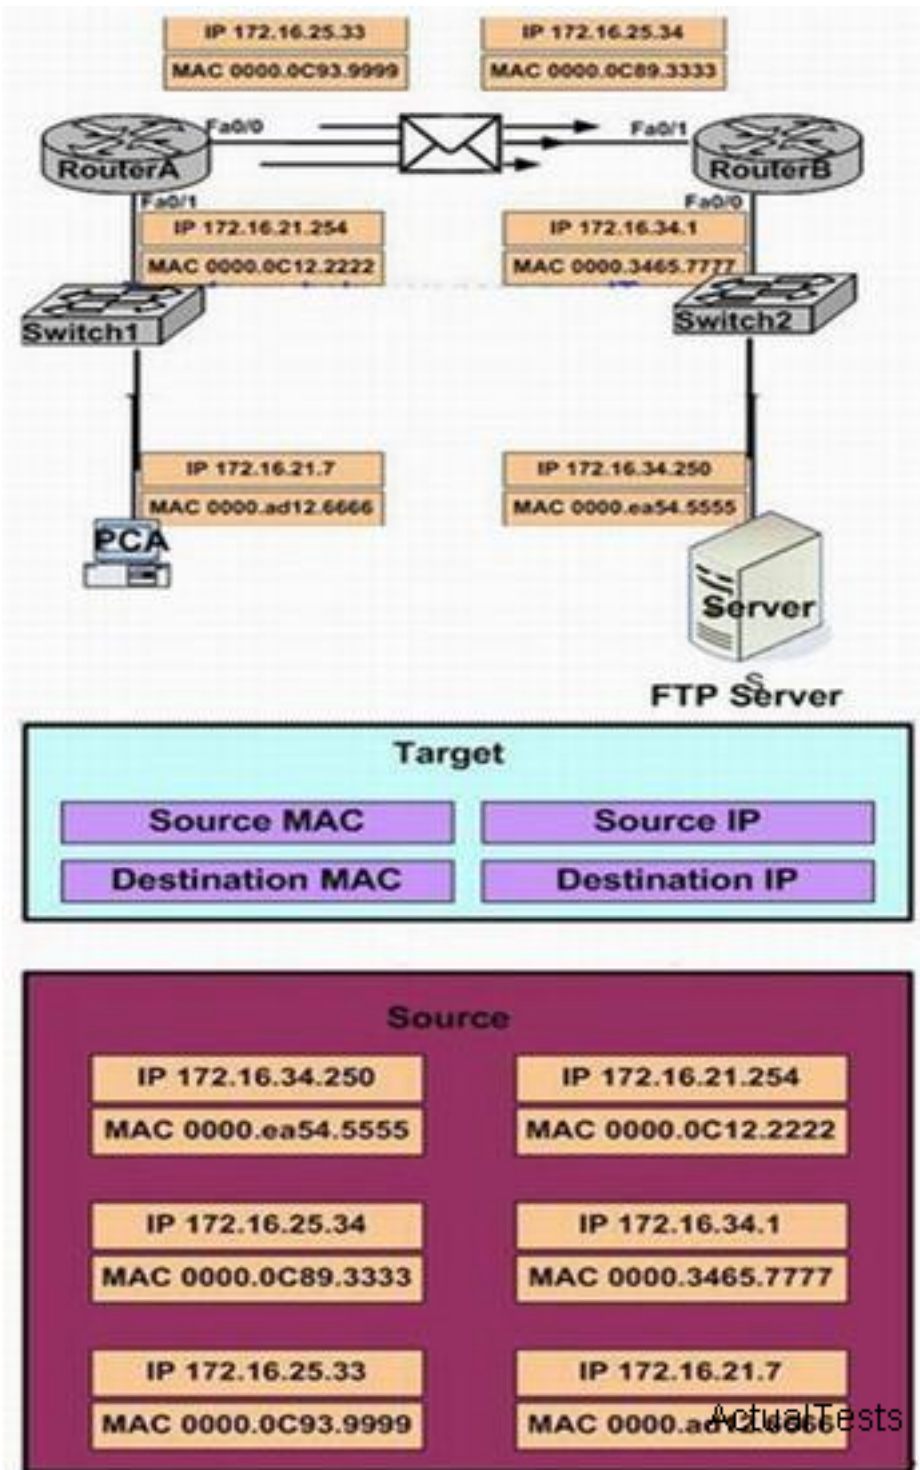 IP 172.16.25.33
IP 172.16.25.34
MAC 0000.0C93.9999
MAC 0000.0C89.3333
Fa0/0
Fa0/1
RouterA
RouterB
Fa0/1
Fa0/0
IP 172.16.21.254
IP 172.16.34.1
MAC 0000.0C12.2222
MAC 0000.3465.7777
Switch1
Switch2
IP 172.16.21.7
IP 172.16.34.250
MAC 0000.ad12.6666
MAC 0000.ea54.5555
PCA
Server
S
FTP Server
Target
Source MAC
Source IP
Destination MAC
Destination IP
Source
IP 172.16.34.250
IP 172.16.21.254
MAC 0000.ea54.5555
MAC 0000.0C12.2222
IP 172.16.25.34
IP 172.16.34.1
MAC 0000.0C89.3333
MAC 0000.3465.7777
IP 172.16.25.33
IP 172.16.21.7
MAC 0000.0C93.9999
MAC 0000.ad12.6666
ActualTests